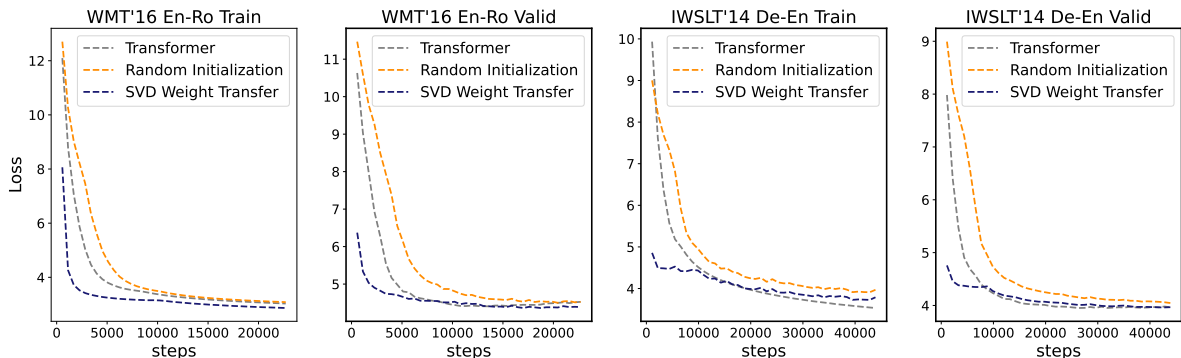 WMT'16 En-Ro Train
Loss
12
10
8
6
4
0
5000
10000
15000
20000
steps
Transformer
Random Initialization
SVD Weight Transfer
WMT'16 En-Ro Valid
11
10
9
8
7
6
5
0
5000
10000
15000
20000
steps
Transformer
Random Initialization
SVD Weight Transfer
IWSLT'14 De-En Train
10
9
8
7
6
5
4
0
10000
20000
30000
40000
steps
Transformer
Random Initialization
SVD Weight Transfer
IWSLT'14 De-En Valid
9
8
7
6
5
4
0
10000
20000
30000
40000
steps
Transformer
Random Initialization
SVD Weight Transfer